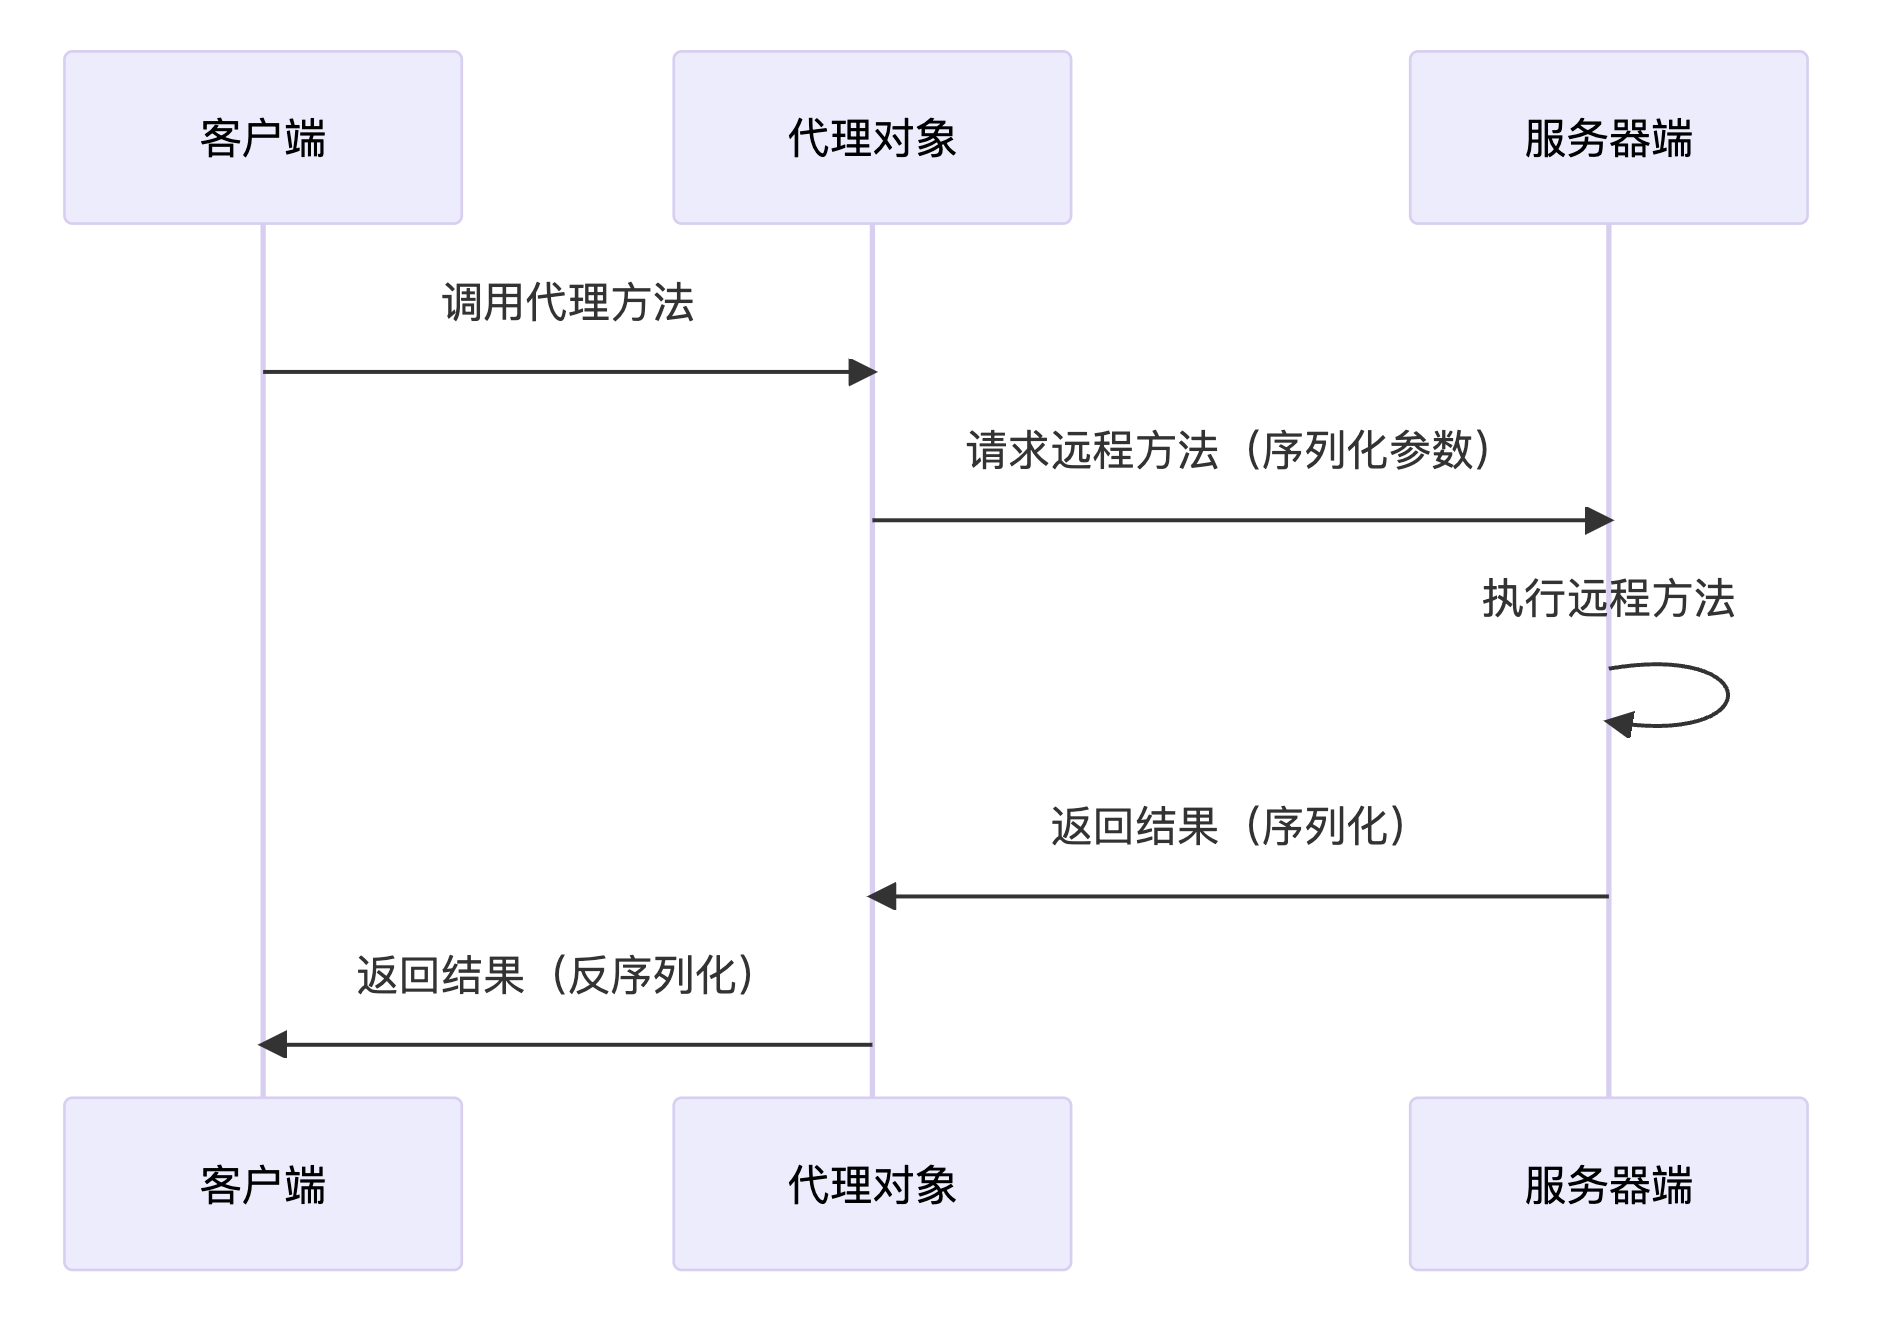 客户端
代理对象
服务器端
调用代理方法
请求远程方法（序列化参数）
执行远程方法
返回结果（序列化）
返回结果（反序列化）
客户端
代理对象
服务器端